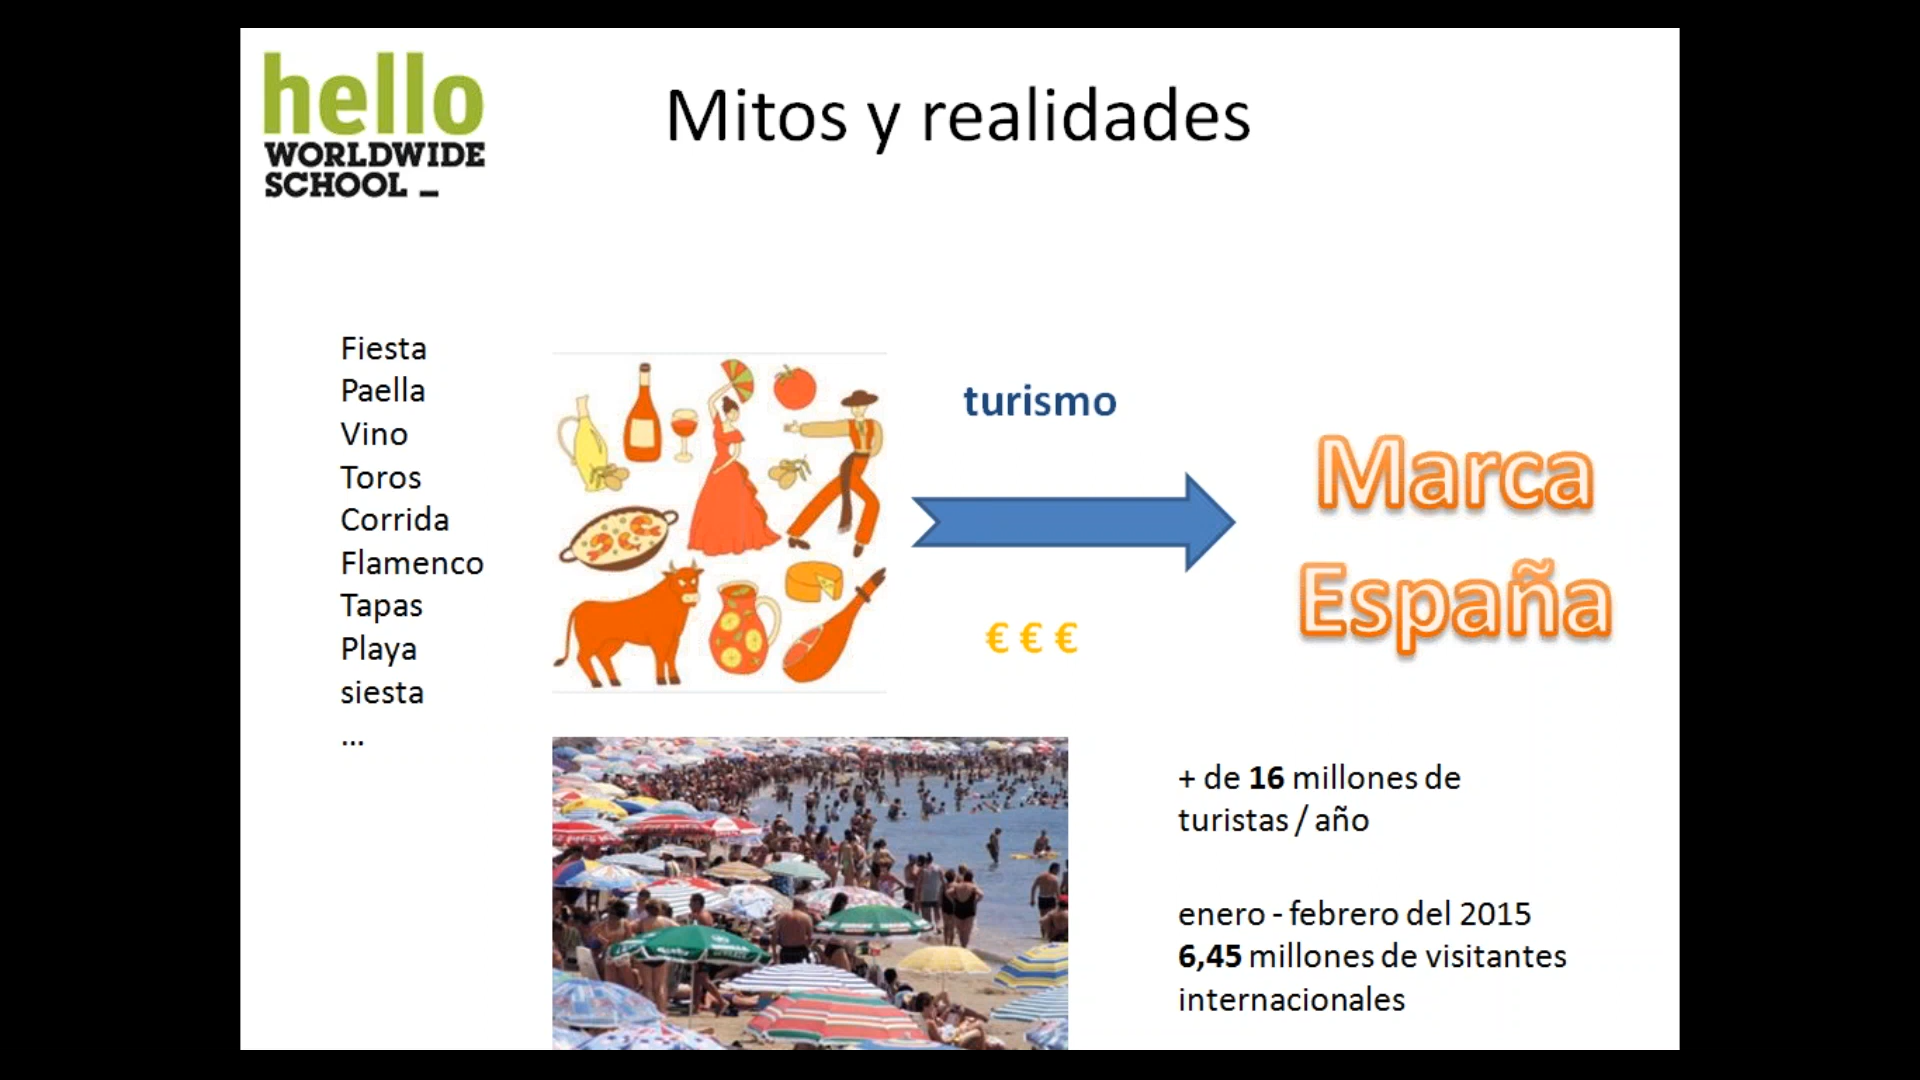 hello
WORLDWIDE
SCHOOL _
Mitos y realidades
Fiesta
Paella
Vino
Toros
Corrida
Flamenco
Tapas
Playa
siesta
...
turismo
€ € €
Marca
España
+ de 16 millones de
turistas / año
enero - febrero del 2015
6,45 millones de visitantes
internacionales